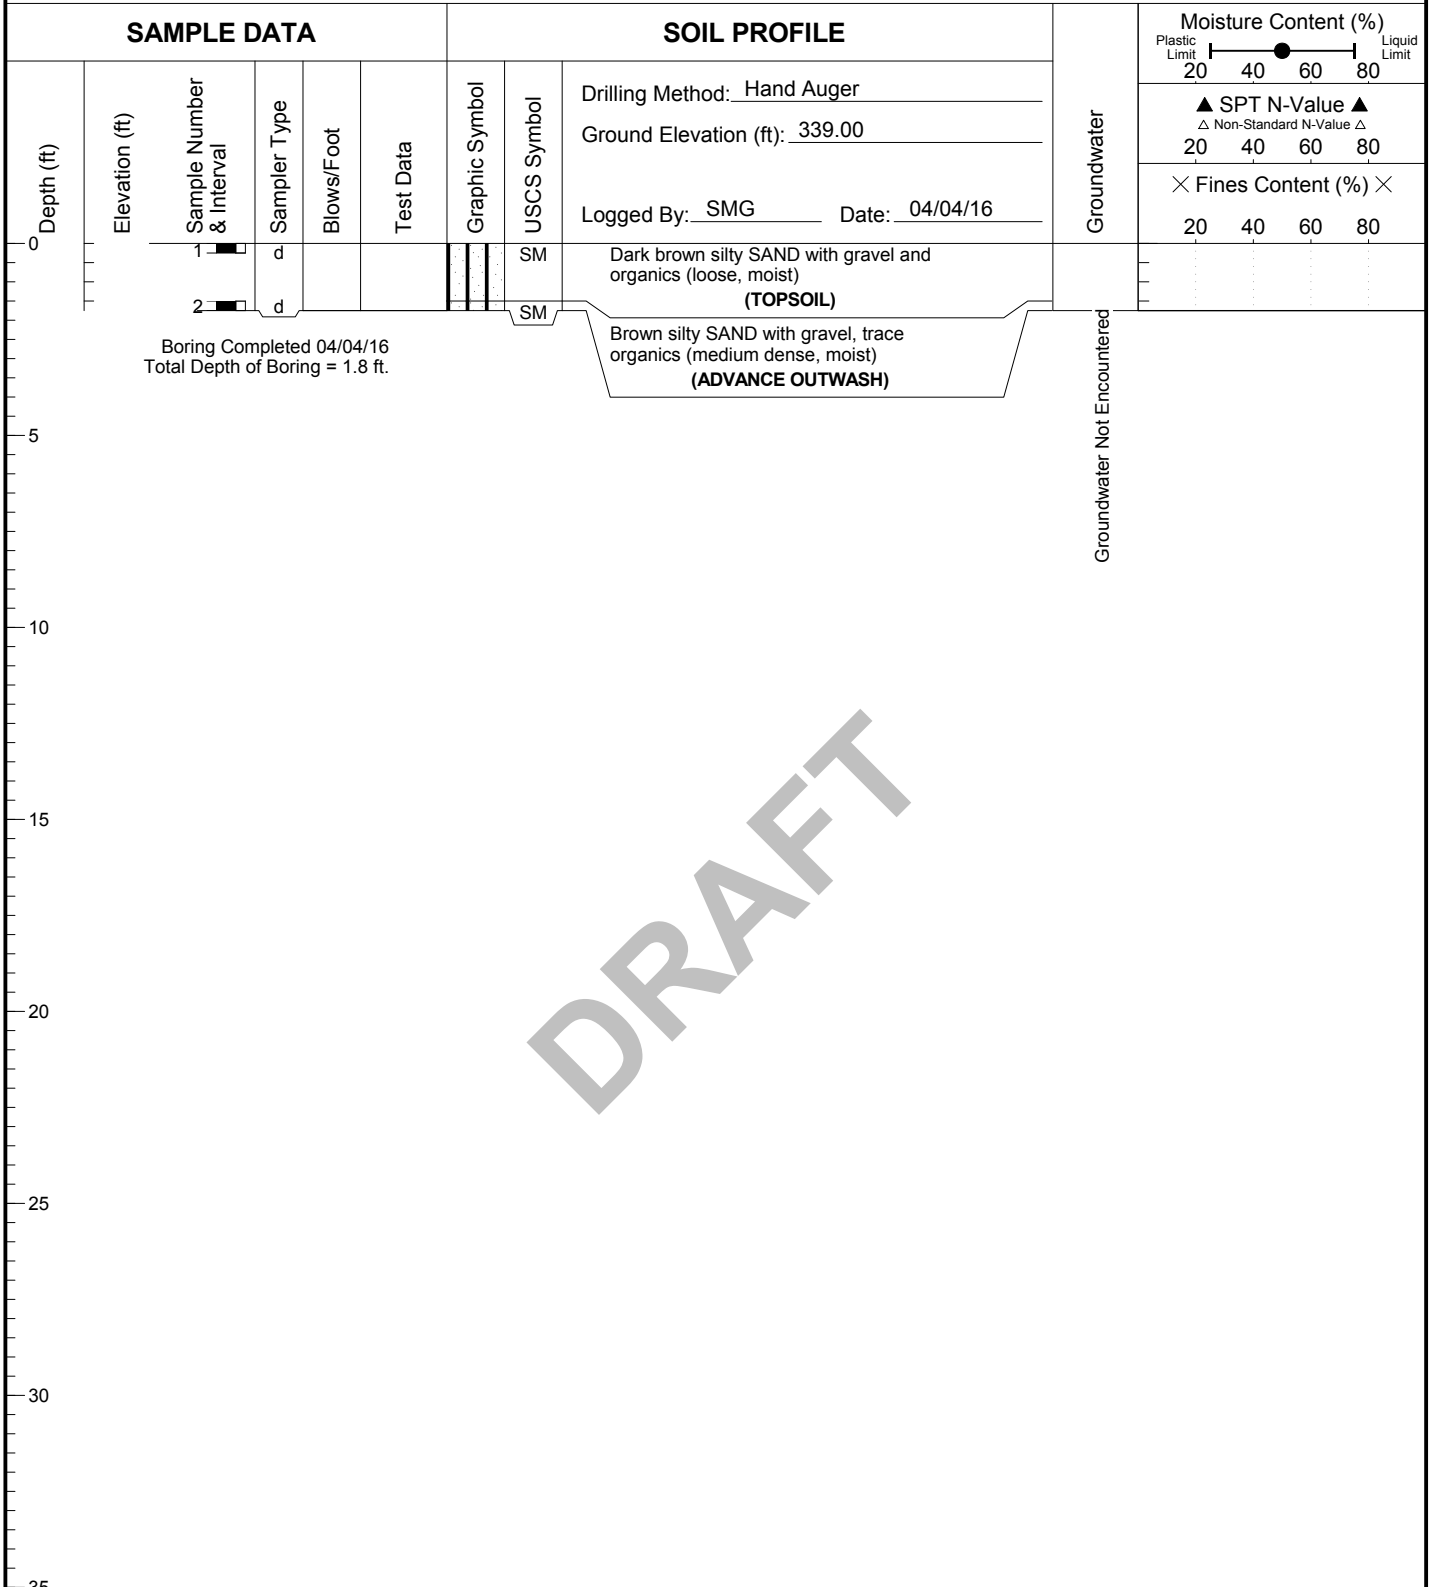 SAMPLE DATA
SOIL PROFILE
Moisture Content (%)
Plastic Limit
Liquid Limit
20 40 60 80
▲ SPT N-Value ▲
△ Non-Standard N-Value △
20 40 60 80
× Fines Content (%) ×
20 40 60 80
Depth (ft)
Elevation (ft)
Sample Number
& Interval
Sampler Type
Blows/Foot
Test Data
Graphic Symbol
USCS Symbol
Drilling Method: Hand Auger
Ground Elevation (ft): 339.00
Logged By: SMG Date: 04/04/16
Groundwater
0
1 d
SM
Dark brown silty SAND with gravel and
organics (loose, moist)
(TOPSOIL)
2 d
SM
Brown silty SAND with gravel, trace
organics (medium dense, moist)
(ADVANCE OUTWASH)
Boring Completed 04/04/16
Total Depth of Boring = 1.8 ft.
Groundwater Not Encountered
5
10
15
20
25
30
35
DRAFT